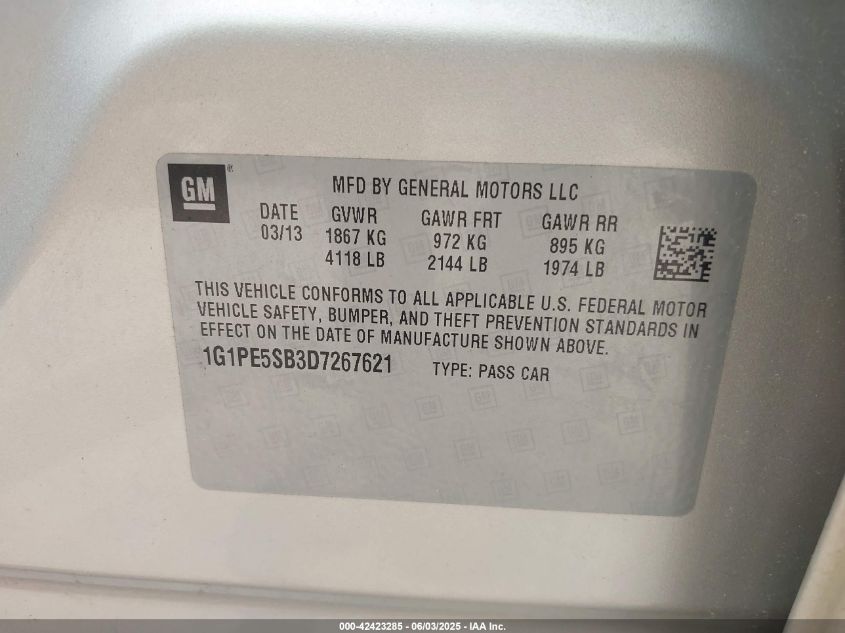 GM ®
MFD BY GENERAL MOTORS LLC
DATE GVWR GAWR FRT GAWR RR
03/13 1867 KG 972 KG 895 KG
4118 LB 2144 LB 1974 LB
THIS VEHICLE CONFORMS TO ALL APPLICABLE U.S. FEDERAL MOTOR
VEHICLE SAFETY, BUMPER, AND THEFT PREVENTION STANDARDS IN
EFFECT ON THE DATE OF MANUFACTURE SHOWN ABOVE.
1G1PE5SB3D7267621 TYPE: PASS CAR
000-42423285 - 06/03/2025 - IAA Inc.